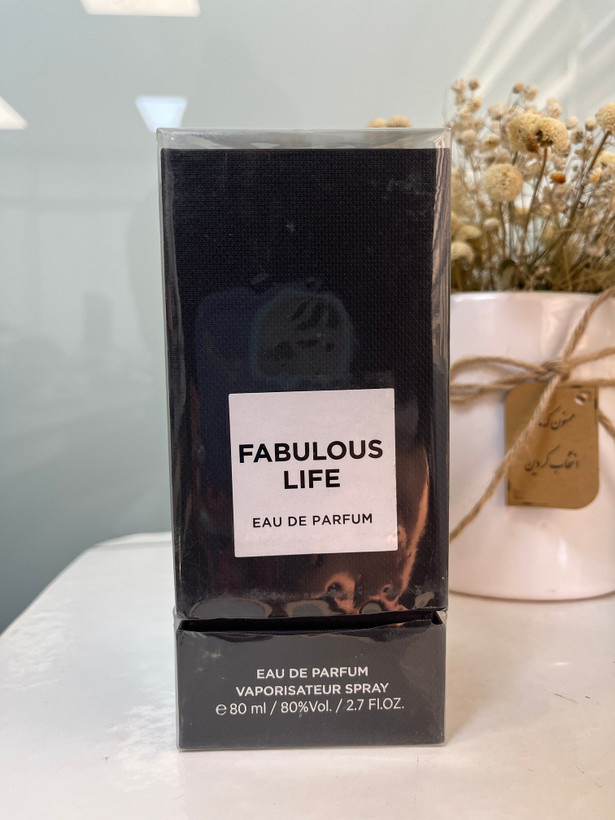 FABULOUS
LIFE
EAU DE PARFUM
EAU DE PARFUM
VAPORISATEUR SPRAY
℮ 80 ml / 80%Vol. / 2.7 Fl.OZ.
ممنون که
انتخاب کردین